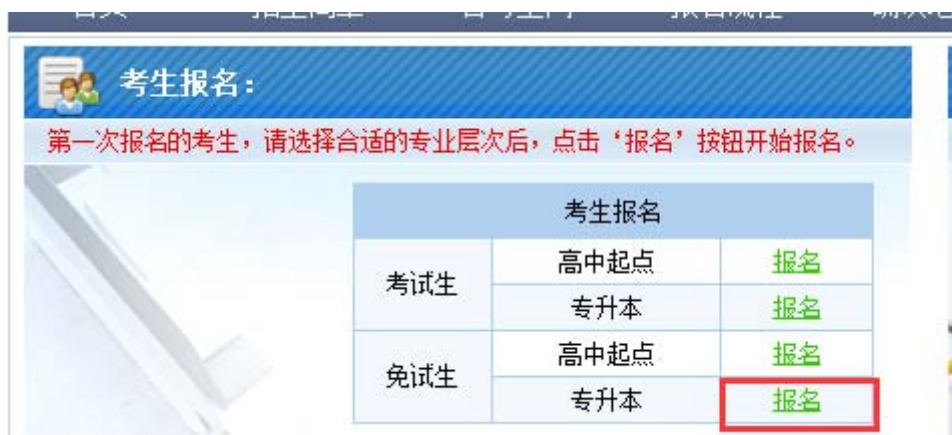 考生报名:
第一次报名的考生,请选择合适的专业层次后,点击‘报名’按钮开始报名。
考生报名
考试生 高中起点 报名
专升本 报名
免试生 高中起点 报名
专升本 报名